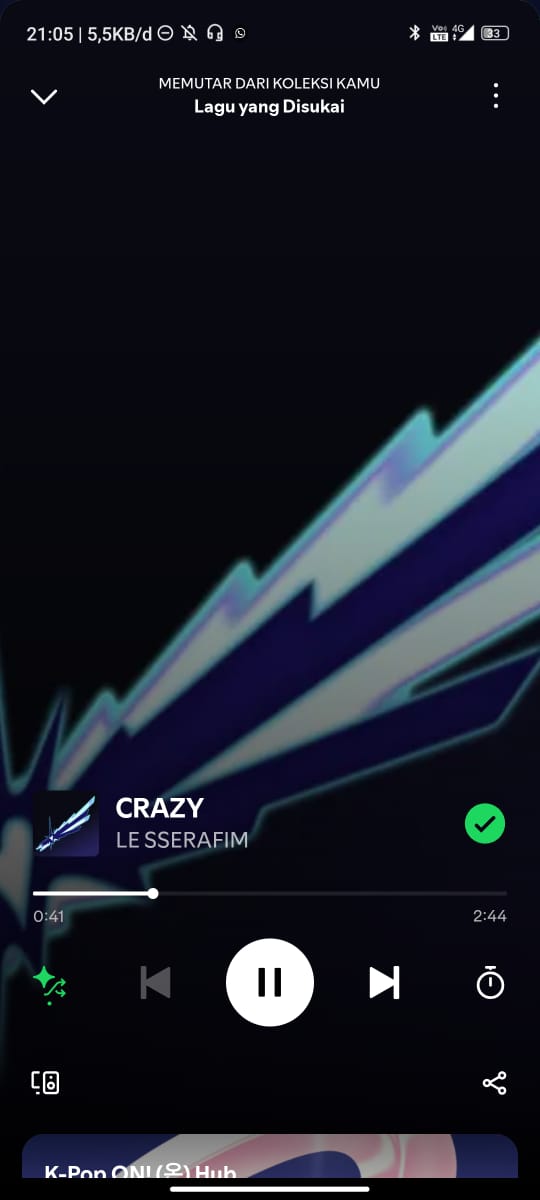 21:05 | 5,5KB/d
Vo) 4G
LTE
33
MEMUTAR DARI KOLEKSI KAMU
Lagu yang Disukai
CRAZY
LE SSERAFIM
0:41
2:44
K-Pop ON! (온) Hub